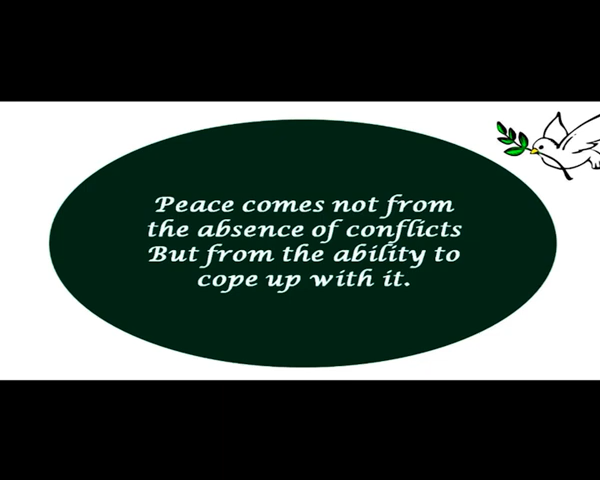 Peace comes not from
the absence of conflicts
But from the ability to
cope up with it.